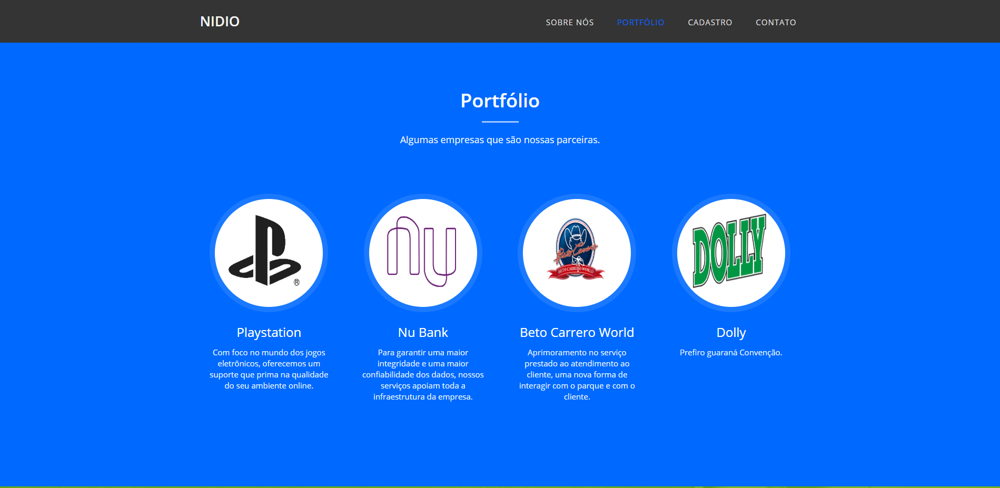 NIDIO
SOBRE NÓS
PORTFÓLIO
CADASTRO
CONTATO
Portfólio
Algumas empresas que são nossas parceiras.
®
nu
Beto Carrero
BETO CARRERO WORLD
DOLLY
Playstation
Com foco no mundo dos jogos
eletrônicos, oferecemos um
suporte que prima na qualidade
do seu ambiente online.
Nu Bank
Para garantir uma maior
integridade e uma maior
confiabilidade dos dados, nossos
serviços apoiam toda a
infraestrutura da empresa.
Beto Carrero World
Aprimoramento no serviço
prestado ao atendimento ao
cliente, uma nova forma de
interagir com o parque e com o
cliente.
Dolly
Prefiro guaraná Convenção.